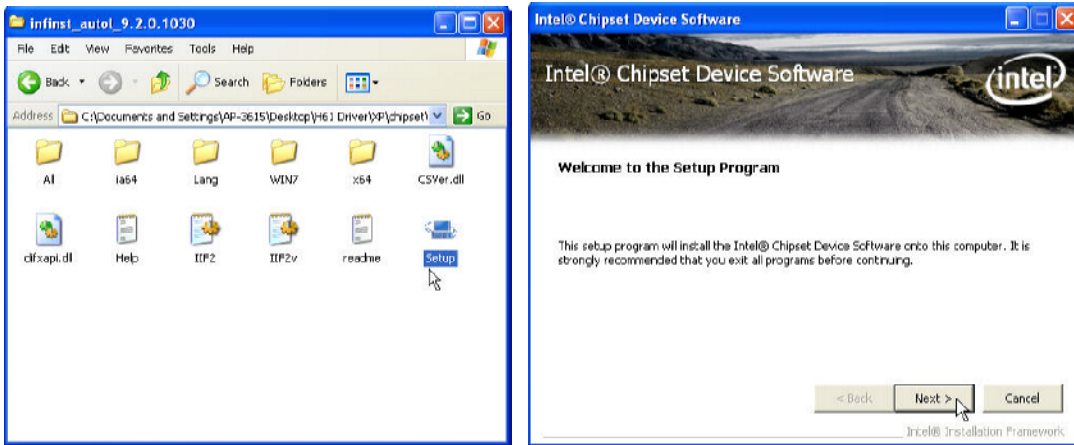 infinst_autol_9.2.0.1030
File Edit View Favorites Tools Help
Back Search Folders
Address C:\Documents and Settings\AP-3615\Desktop\H61 Driver\XP\chipset\ Go
All ia64 Lang WIN7 x64 CSVer.dll
difxapi.dll Help IIF2 IIF2v readme Setup
Intel® Chipset Device Software
Intel® Chipset Device Software
intel®
Welcome to the Setup Program
This setup program will install the Intel® Chipset Device Software onto this computer. It is
strongly recommended that you exit all programs before continuing.
< Back Next > Cancel
Intel® Installation Framework